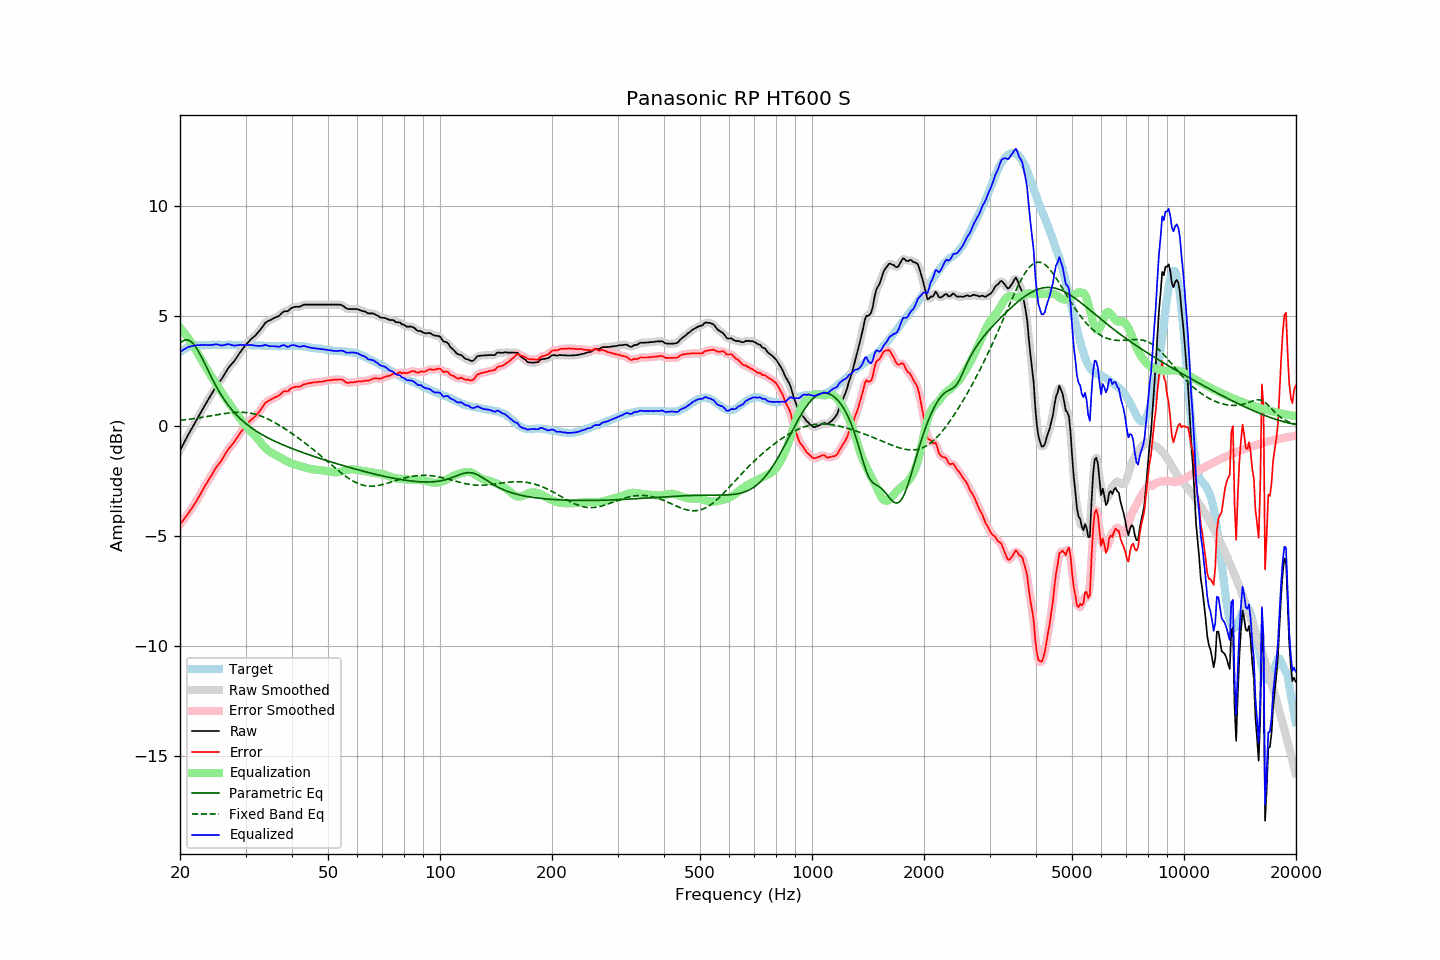 Panasonic RP HT600 S
Amplitude (dBr)
10
5
0
−5
−10
−15
Target
Raw Smoothed
Error Smoothed
Raw
Error
Equalization
Parametric Eq
Fixed Band Eq
Equalized
20 50 100 200 500 1000 2000 5000 10000 20000
Frequency (Hz)